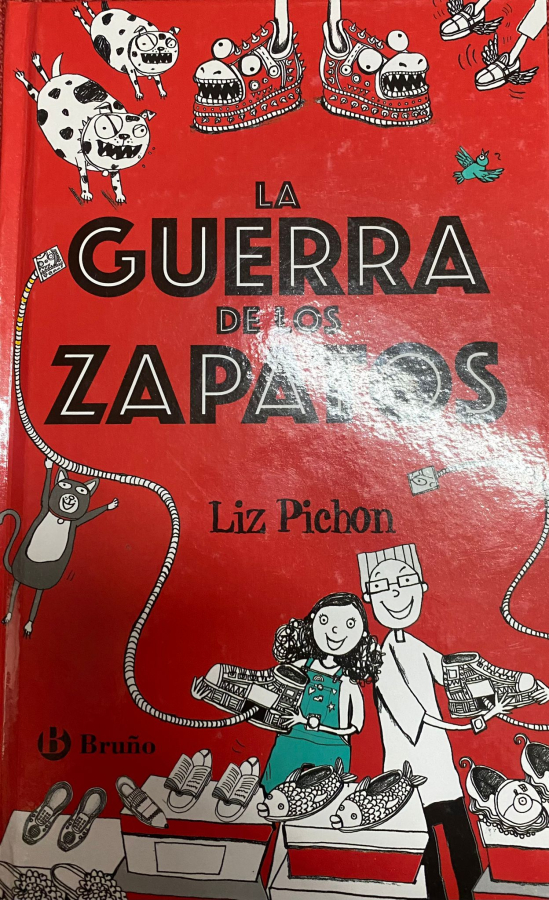 LA
GUERRA
DE LOS
ZAPATOS
Liz Pichon
B Bruño